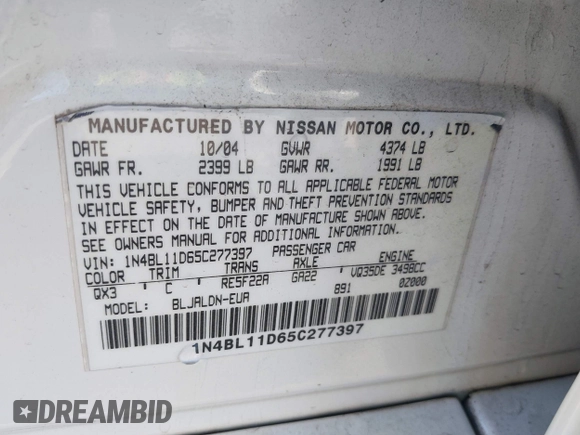 MANUFACTURED BY NISSAN MOTOR CO., LTD.
DATE 10/04 GVWR 4374 LB
GAWR FR. 2399 LB GAWR RR. 1991 LB
THIS VEHICLE CONFORMS TO ALL APPLICABLE FEDERAL MOTOR
VEHICLE SAFETY, BUMPER AND THEFT PREVENTION STANDARDS
IN EFFECT ON THE DATE OF MANUFACTURE SHOWN ABOVE.
SEE OWNERS MANUAL FOR ADDITIONAL INFORMATION.
VIN: 1N4BL11D65C277397 PASSENGER CAR
COLOR TRIM TRANS AXLE ENGINE
QX3 C RE5F22A GA22 VQ35DE 3498CC
MODEL: BLJALDN-EUA 891 0Z000
1N4BL11D65C277397
DREAMBID